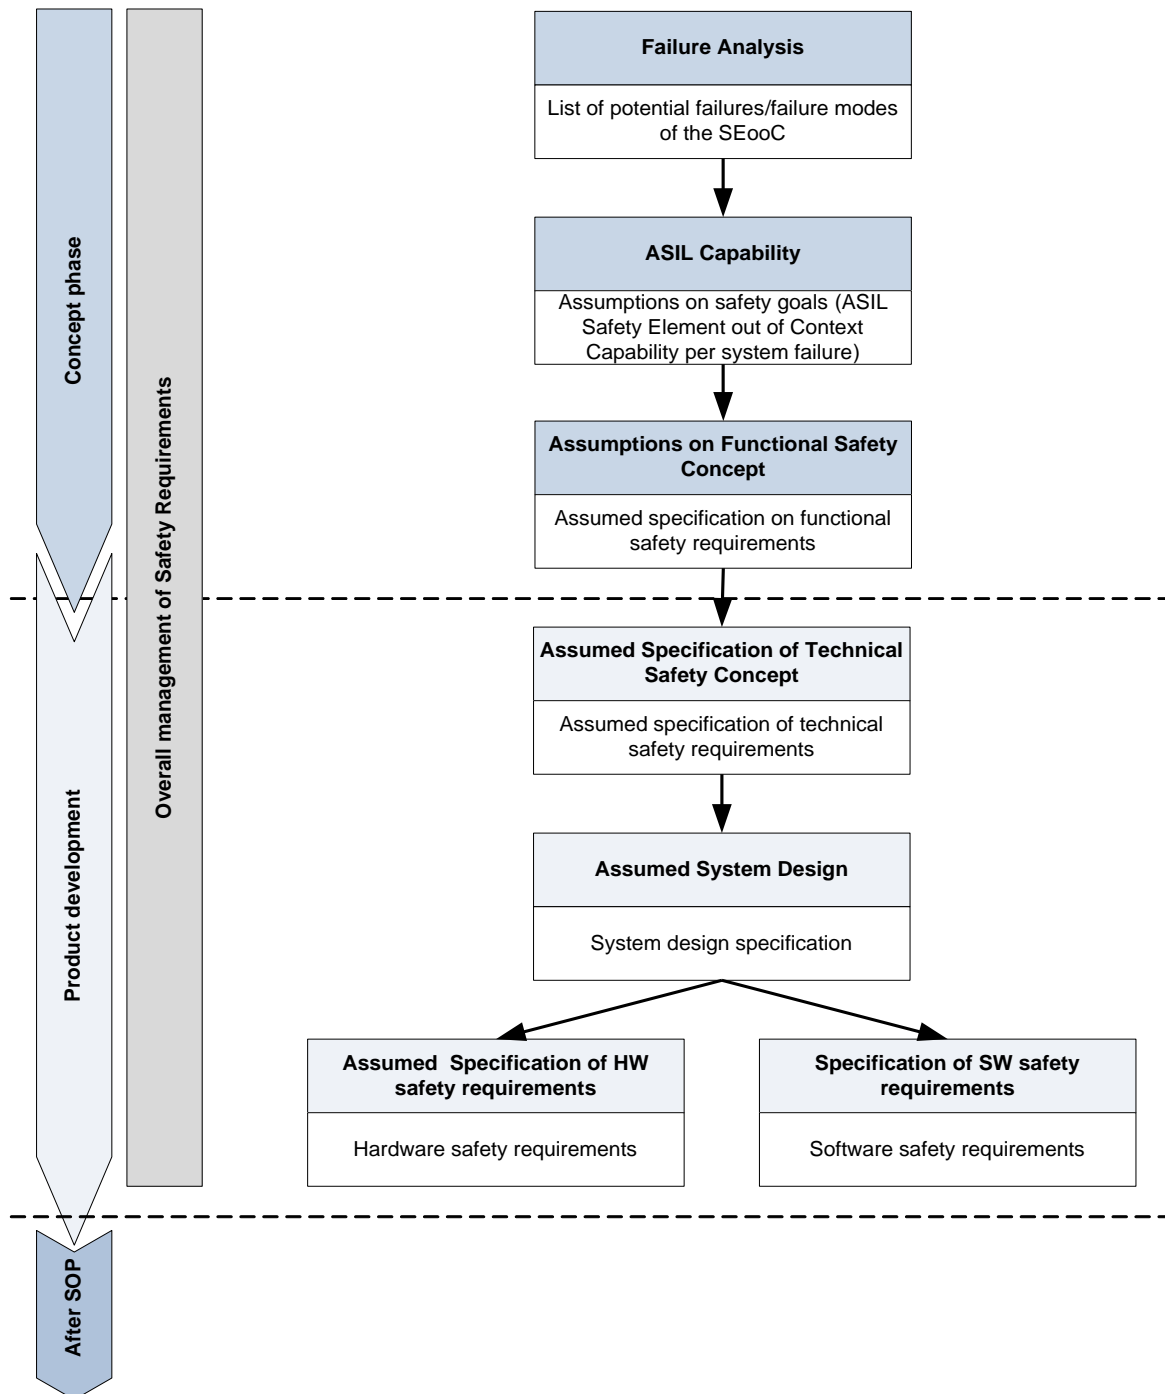 Failure Analysis
List of potential failures/failure modes
of the SEooC
ASIL Capability
Assumptions on safety goals (ASIL
Safety Element out of Context
Capability per system failure)
Assumptions on Functional Safety
Concept
Assumed specification on functional
safety requirements
Concept phase
Overall management of Safety Requirements
Assumed Specification of Technical
Safety Concept
Assumed specification of technical
safety requirements
Assumed System Design
System design specification
Product development
Assumed  Specification of HW
safety requirements
Hardware safety requirements
Specification of SW safety
requirements
Software safety requirements
After SOP